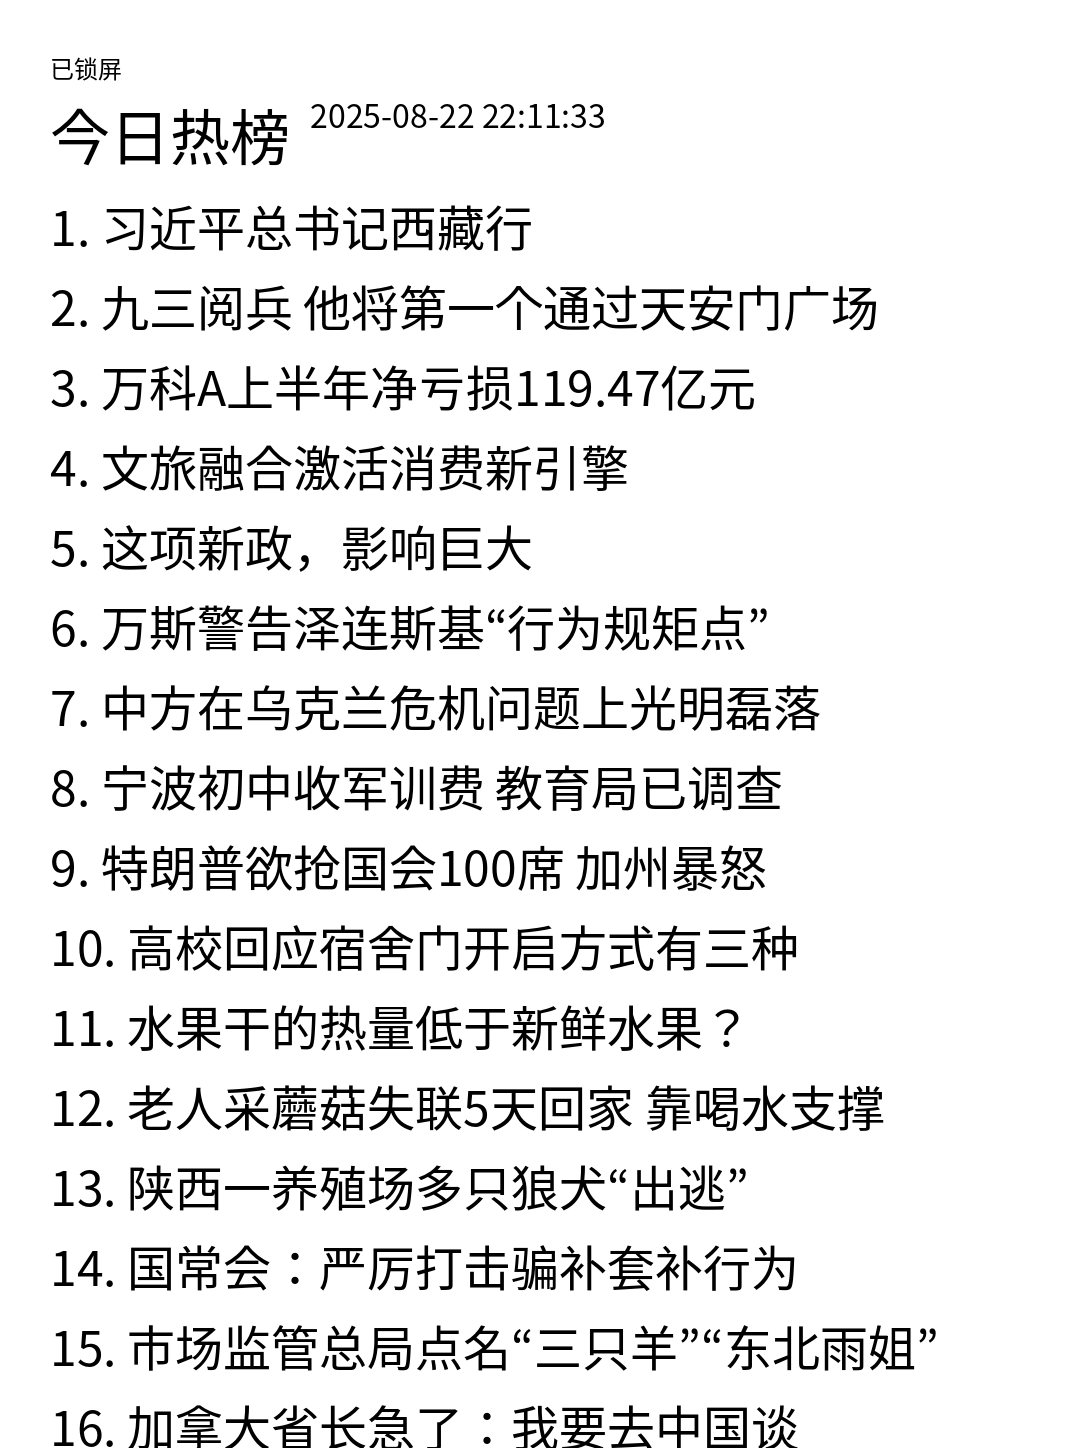 已锁屏
今日热榜 2025-08-22 22:11:33
1. 习近平总书记西藏行
2. 九三阅兵 他将第一个通过天安门广场
3. 万科A上半年净亏损119.47亿元
4. 文旅融合激活消费新引擎
5. 这项新政，影响巨大
6. 万斯警告泽连斯基“行为规矩点”
7. 中方在乌克兰危机问题上光明磊落
8. 宁波初中收军训费 教育局已调查
9. 特朗普欲抢国会100席 加州暴怒
10. 高校回应宿舍门开启方式有三种
11. 水果干的热量低于新鲜水果？
12. 老人采蘑菇失联5天回家 靠喝水支撑
13. 陕西一养殖场多只狼犬“出逃”
14. 国常会：严厉打击骗补套补行为
15. 市场监管总局点名“三只羊”“东北雨姐”
16. 加拿大省长急了：我要去中国谈